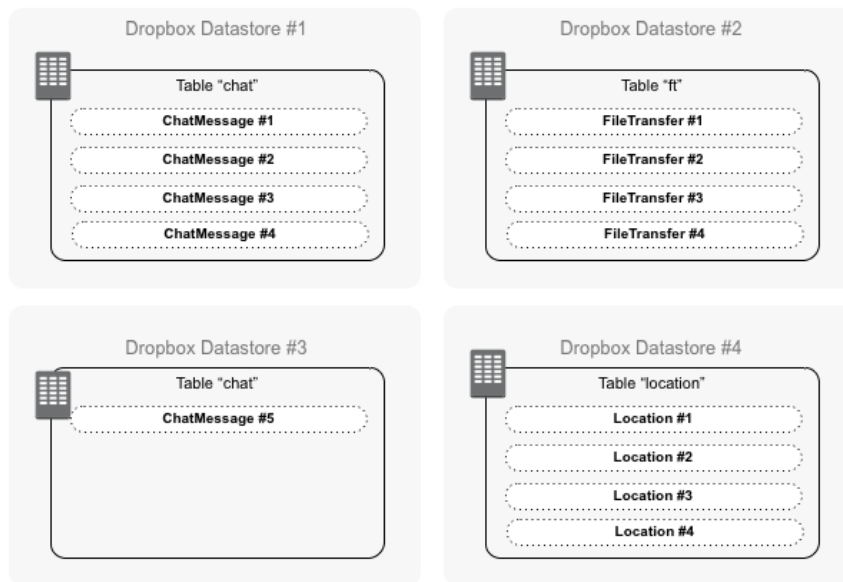 Dropbox Datastore #1
Table “chat”
ChatMessage #1
ChatMessage #2
ChatMessage #3
ChatMessage #4
Dropbox Datastore #2
Table “ft”
FileTransfer #1
FileTransfer #2
FileTransfer #3
FileTransfer #4
Dropbox Datastore #3
Table “chat”
ChatMessage #5
Dropbox Datastore #4
Table “location”
Location #1
Location #2
Location #3
Location #4